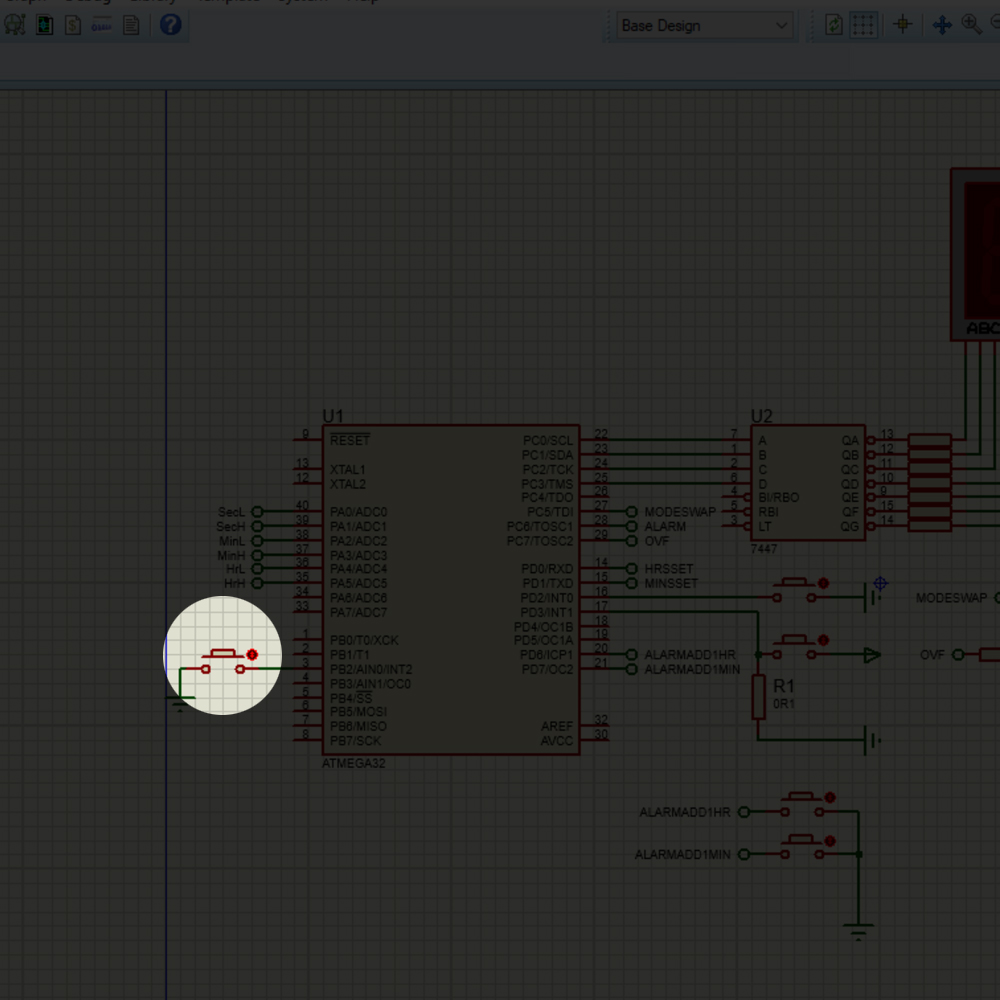 Base Design
ABC
U1
9 RESET
13 XTAL1
12 XTAL2
SecL 40 PA0/ADC0
SecH 39 PA1/ADC1
MinL 38 PA2/ADC2
MinH 37 PA3/ADC3
HrL 36 PA4/ADC4
HrH 35 PA5/ADC5
34 PA6/ADC6
33 PA7/ADC7
1 PB0/T0/XCK
2 PB1/T1
3 PB2/AIN0/INT2
4 PB3/AIN1/OC0
5 PB4/SS
6 PB5/MOSI
7 PB6/MISO
8 PB7/SCK
PC0/SCL 22
PC1/SDA 23
PC2/TCK 24
PC3/TMS 25
PC4/TDO 26
PC5/TDI 27 MODESWAP
PC6/TOSC1 28 ALARM
PC7/TOSC2 29 OVF
PD0/RXD 14 HRSSET
PD1/TXD 15 MINSSET
PD2/INT0 16
PD3/INT1 17
PD4/OC1B 18
PD5/OC1A 19
PD6/ICP1 20 ALARMADD1HR
PD7/OC2 21 ALARMADD1MIN
AREF 32
AVCC 30
ATMEGA32
U2
7 A QA 13
1 B QB 12
2 C QC 11
6 D QD 10
4 BI/RBO QE 9
5 RBI QF 15
3 LT QG 14
7447
MODESWAP
OVF
R1
0R1
ALARMADD1HR
ALARMADD1MIN